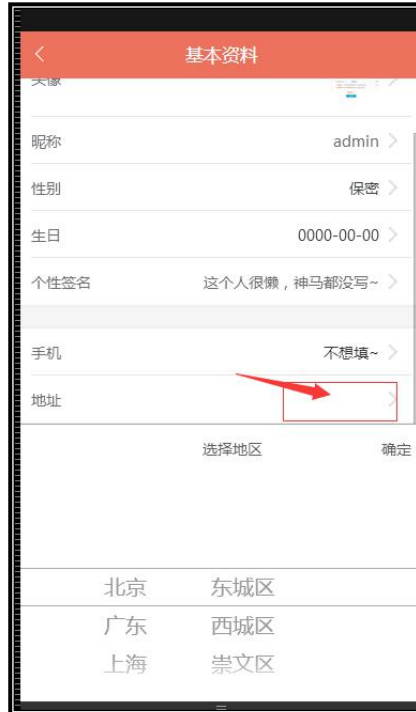 基本资料
头像
昵称 admin
性别 保密
生日 0000-00-00
个性签名 这个人很懒，神马都没写~
手机 不想填~
地址
选择地区 确定
北京 东城区
广东 西城区
上海 崇文区